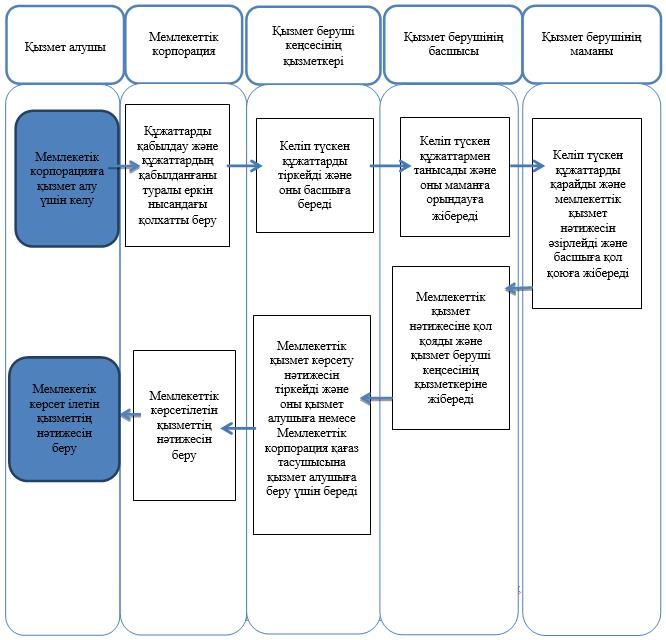 Қызмет алушы
Мемлекеттік
корпорация
Қызмет беруші
кеңсесінің
қызметкері
Қызмет берушінің
басшысы
Қызмет берушінің
маманы
Мемлекетік
корпорацияға
қызмет алу
үшін келу
Құжаттарды
қабылдау және
құжаттардың
қабылданғаны
туралы еркін
нысандағы
қолхатты беру
Келіп түскен
құжаттарды
тіркейді және
оны басшыға
береді
Келіп түскен
құжаттармен
танысады және
оны маманға
орындауға
жібереді
Келіп түскен
құжаттарды
қарайды және
мемлекеттік
қызмет
нәтижесін
әзірлейді және
басшыға қол
қоюға жібереді
Мемлекеттік
қызмет
нәтижесіне қол
қояды және
қызмет беруші
кеңсесінің
қызметкеріне
жібереді
Мемлекеттік
қызмет көрсету
нәтижесін
тіркейді және
оны қызмет
алушыға немесе
Мемлекеттік
корпорация қағаз
тасушысына
қызмет алушыға
беру үшін береді
Мемлекеттік
көрсетілетін
қызметтің
нәтижесін
беру
Мемлекетік
көрсет ілетін
қызметтің
нәтижесін
беру